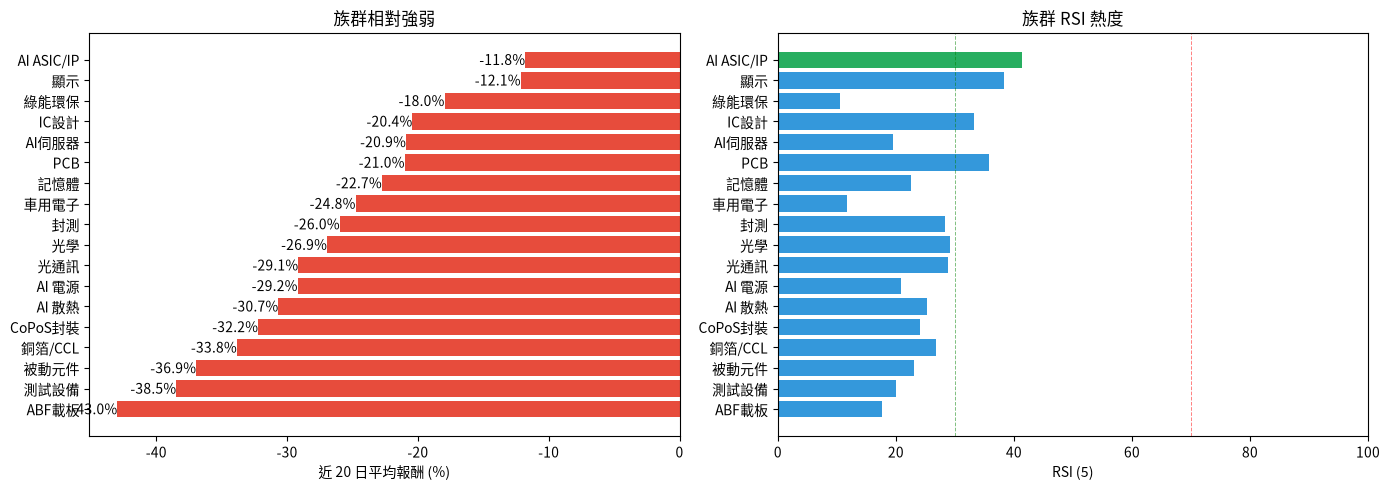 族群相對強弱
AI ASIC/IP -11.8%
顯示 -12.1%
綠能環保 -18.0%
IC設計 -20.4%
AI伺服器 -20.9%
PCB -21.0%
記憶體 -22.7%
車用電子 -24.8%
封測 -26.0%
光學 -26.9%
光通訊 -29.1%
AI 電源 -29.2%
AI 散熱 -30.7%
CoPoS封裝 -32.2%
銅箔/CCL -33.8%
被動元件 -36.9%
測試設備 -38.5%
ABF載板 -43.0%
-40 -30 -20 -10 0
近 20 日平均報酬 (%)
族群 RSI 熱度
AI ASIC/IP
顯示
綠能環保
IC設計
AI伺服器
PCB
記憶體
車用電子
封測
光學
光通訊
AI 電源
AI 散熱
CoPoS封裝
銅箔/CCL
被動元件
測試設備
ABF載板
0 20 40 60 80 100
RSI (5)